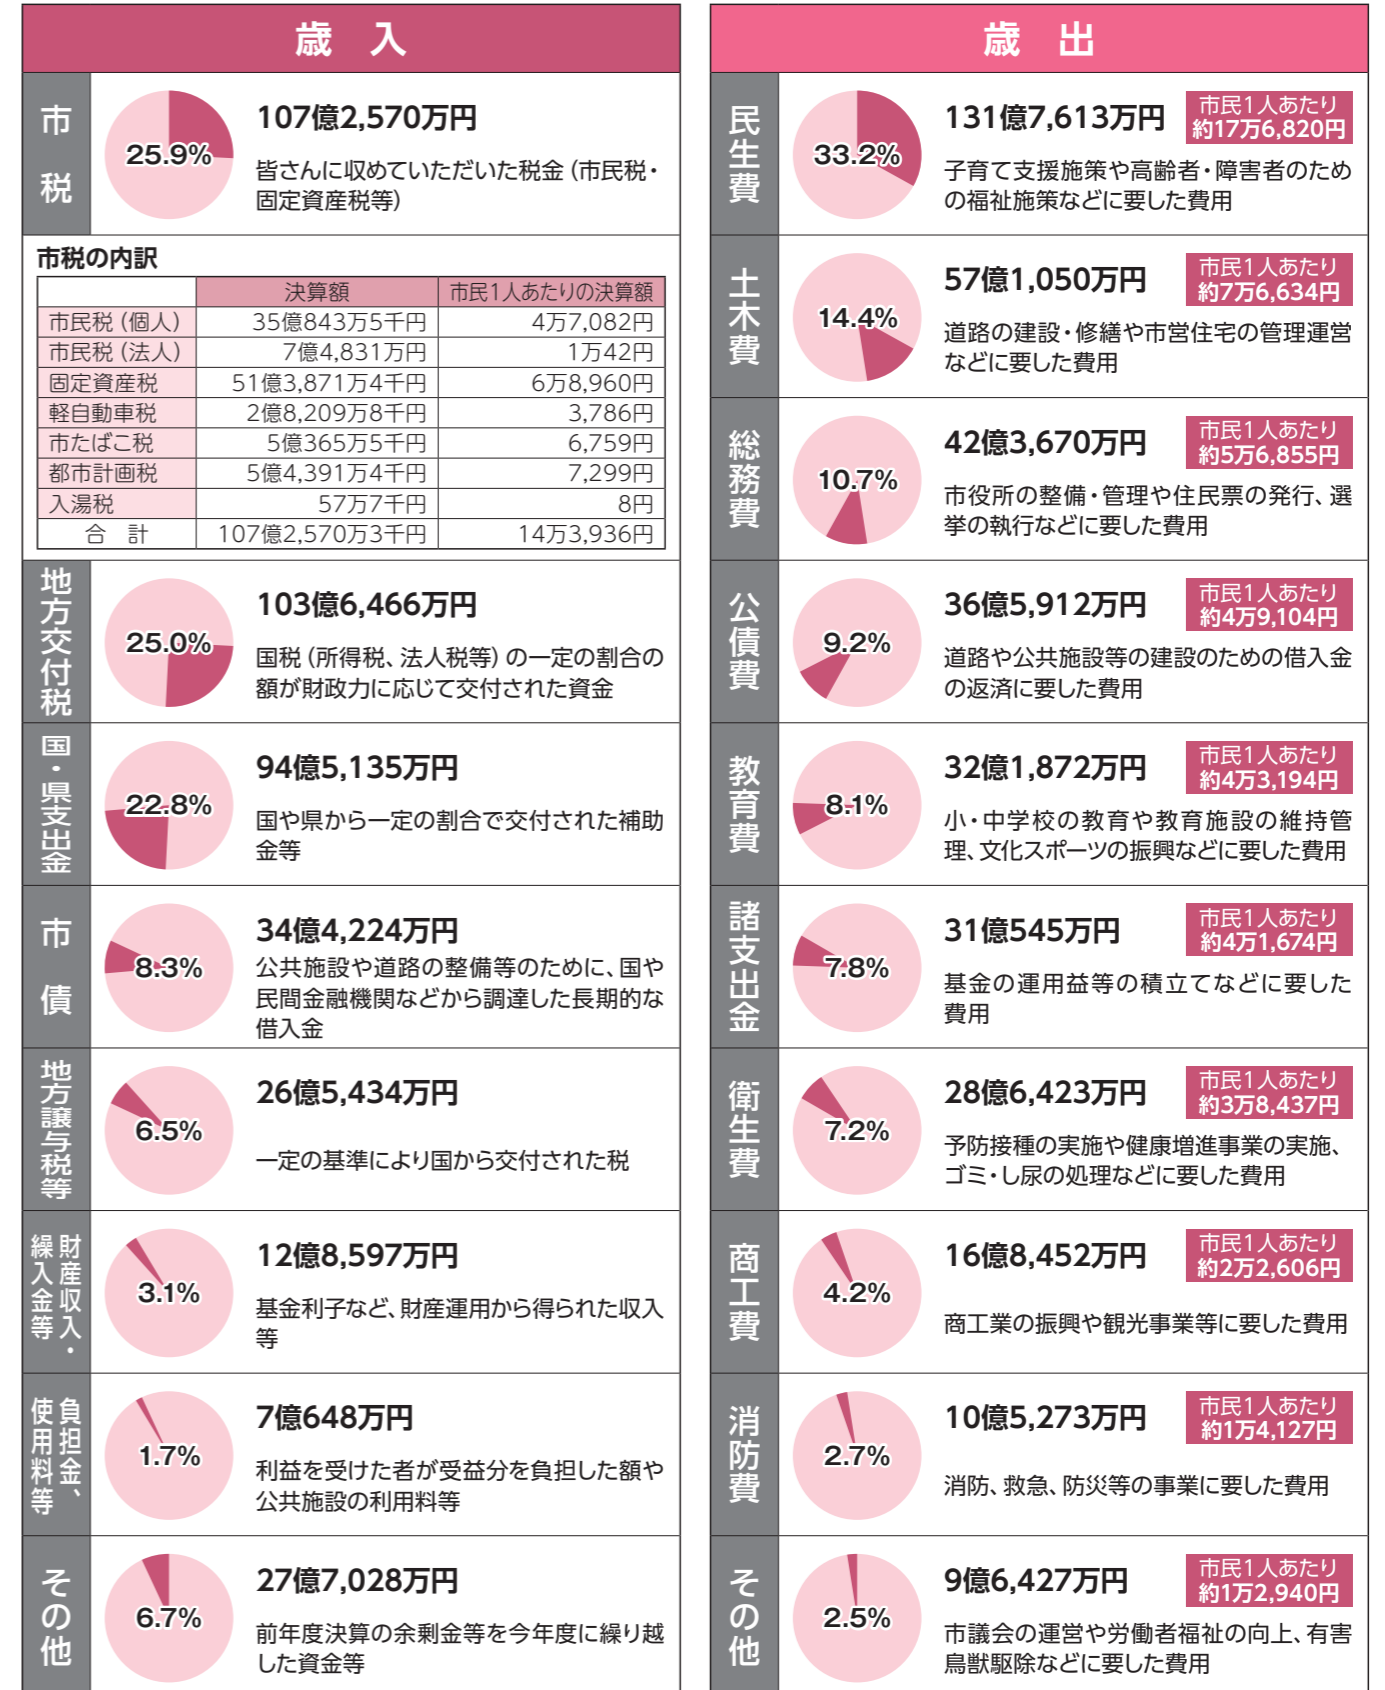 歳 入
市税
25.9%
107億2,570万円
皆さんに収めていただいた税金(市民税・
固定資産税等)
市税の内訳
決算額 市民1人あたりの決算額
市民税(個人) 35億843万5千円 4万7,082円
市民税(法人) 7億4,831万円 1万42円
固定資産税 51億3,871万4千円 6万8,960円
軽自動車税 2億8,209万8千円 3,786円
市たばこ税 5億365万5千円 6,759円
都市計画税 5億4,391万4千円 7,299円
入湯税 57万7千円 8円
合 計 107億2,570万3千円 14万3,936円
地方交付税
25.0%
103億6,466万円
国税(所得税、法人税等)の一定の割合の
額が財政力に応じて交付された資金
国・県支出金
22.8%
94億5,135万円
国や県から一定の割合で交付された補助
金等
市債
8.3%
34億4,224万円
公共施設や道路の整備等のために、国や
民間金融機関などから調達した長期的な
借入金
地方譲与税等
6.5%
26億5,434万円
一定の基準により国から交付された税
財産収入・
繰入金等
3.1%
12億8,597万円
基金利子など、財産運用から得られた収入
等
負担金、
使用料等
1.7%
7億648万円
利益を受けた者が受益分を負担した額や
公共施設の利用料等
その他
6.7%
27億7,028万円
前年度決算の余剰金等を今年度に繰り越
した資金等
歳 出
民生費
33.2%
131億7,613万円
市民1人あたり
約17万6,820円
子育て支援施策や高齢者・障害者のため
の福祉施策などに要した費用
土木費
14.4%
57億1,050万円
市民1人あたり
約7万6,634円
道路の建設・修繕や市営住宅の管理運営
などに要した費用
総務費
10.7%
42億3,670万円
市民1人あたり
約5万6,855円
市役所の整備・管理や住民票の発行、選
挙の執行などに要した費用
公債費
9.2%
36億5,912万円
市民1人あたり
約4万9,104円
道路や公共施設等の建設のための借入金
の返済に要した費用
教育費
8.1%
32億1,872万円
市民1人あたり
約4万3,194円
小・中学校の教育や教育施設の維持管
理、文化スポーツの振興などに要した費用
諸支出金
7.8%
31億545万円
市民1人あたり
約4万1,674円
基金の運用益等の積立てなどに要した
費用
衛生費
7.2%
28億6,423万円
市民1人あたり
約3万8,437円
予防接種の実施や健康増進事業の実施、
ゴミ・し尿の処理などに要した費用
商工費
4.2%
16億8,452万円
市民1人あたり
約2万2,606円
商工業の振興や観光事業等に要した費用
消防費
2.7%
10億5,273万円
市民1人あたり
約1万4,127円
消防、救急、防災等の事業に要した費用
その他
2.5%
9億6,427万円
市民1人あたり
約1万2,940円
市議会の運営や労働者福祉の向上、有害
鳥獣駆除などに要した費用